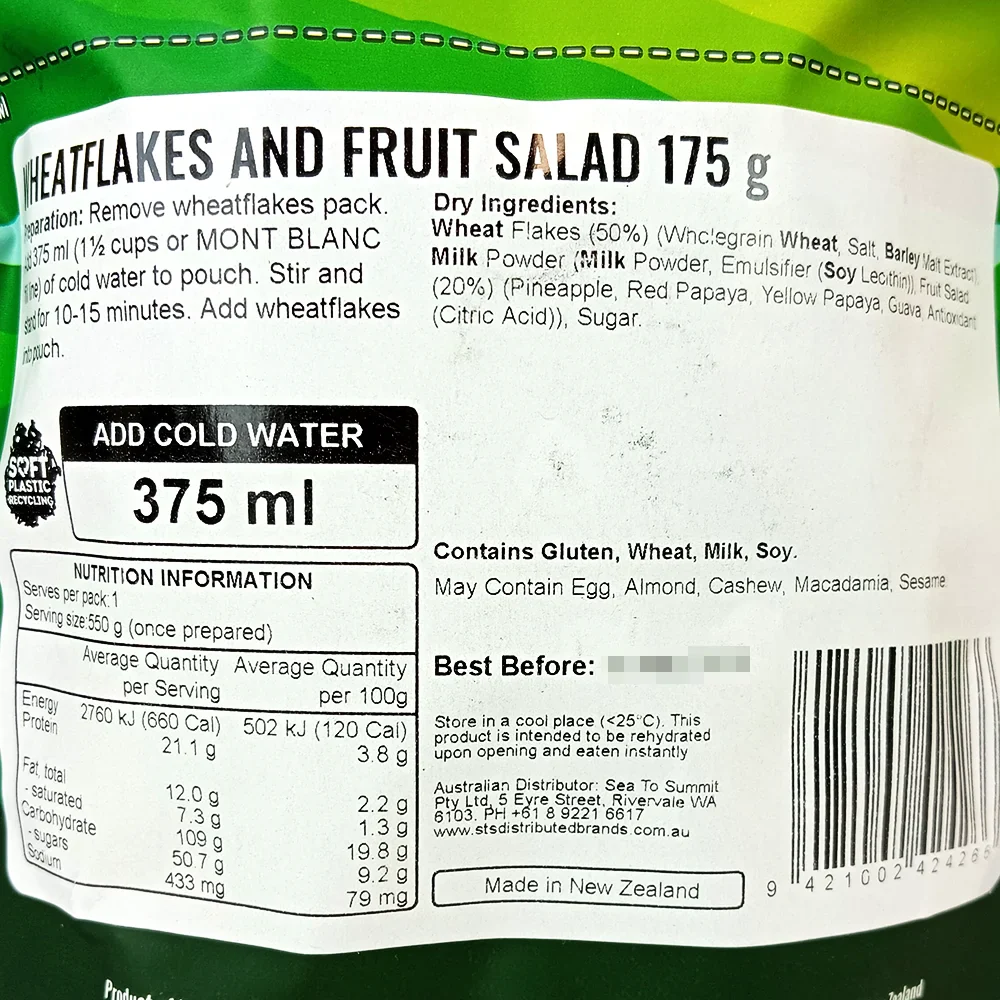 WHEATFLAKES AND FRUIT SALAD 175 g
Preparation: Remove wheatflakes pack.
Add 375 ml (1½ cups or MONT BLANC
fill line) of cold water to pouch. Stir and
stand for 10-15 minutes. Add wheatflakes
into pouch.
Dry Ingredients:
Wheat Flakes (50%) (Wholegrain Wheat, Salt, Barley Malt Extract),
Milk Powder (Milk Powder, Emulsifier (Soy Lecithin)), Fruit Salad
(20%) (Pineapple, Red Papaya, Yellow Papaya, Guava, Antioxidant
(Citric Acid)), Sugar.
ADD COLD WATER
375 ml
SOFT
PLASTIC
RECYCLING
NUTRITION INFORMATION
Serves per pack:1
Serving size:550 g (once prepared)
Average Quantity Average Quantity
per Serving per 100g
Energy 2760 kJ (660 Cal) 502 kJ (120 Cal)
Protein 21.1 g 3.8 g
Fat, total 12.0 g 2.2 g
- saturated 7.3 g 1.3 g
Carbohydrate 109 g 19.8 g
- sugars 50.7 g 9.2 g
Sodium 433 mg 79 mg
Contains Gluten, Wheat, Milk, Soy.
May Contain Egg, Almond, Cashew, Macadamia, Sesame.
Best Before:
Store in a cool place (<25°C). This
product is intended to be rehydrated
upon opening and eaten instantly
Australian Distributor: Sea To Summit
Pty Ltd, 5 Eyre Street, Rivervale WA
6103. PH +61 8 9221 6617
www.stsdistributedbrands.com.au
Made in New Zealand
9 421002 424265